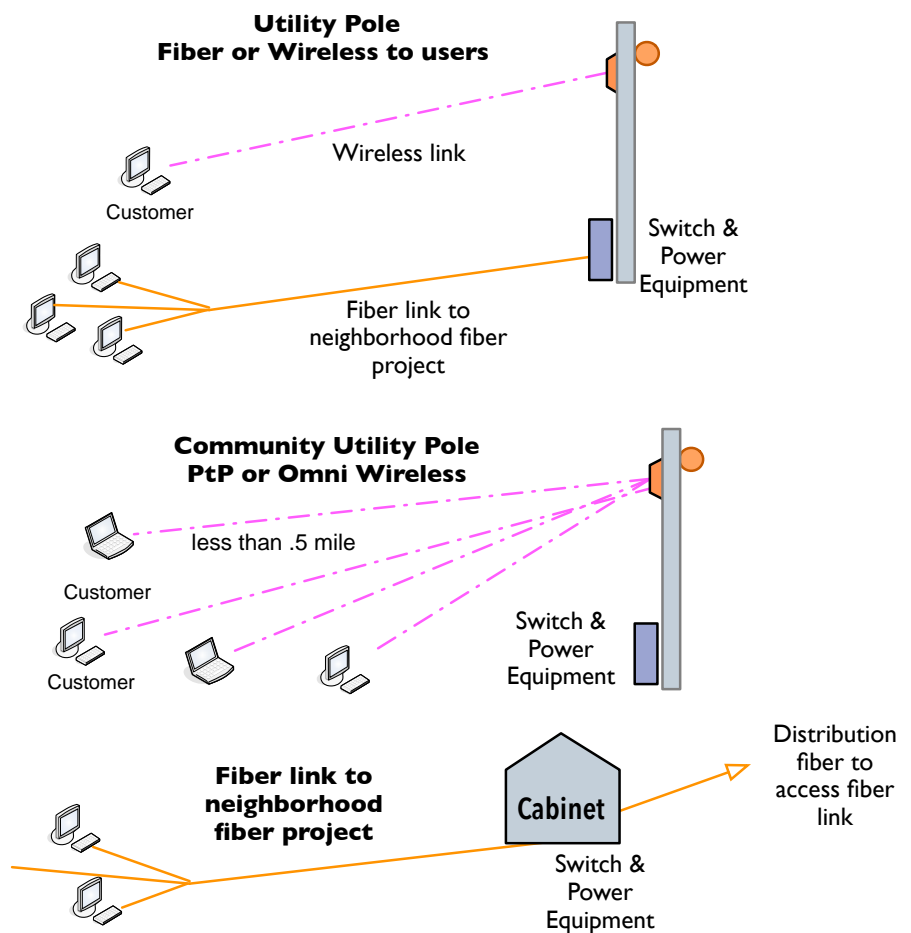 Utility Pole
Fiber or Wireless to users
Wireless link
Customer
Switch &
Power
Equipment
Fiber link to
neighborhood fiber
project
Community Utility Pole
PtP or Omni Wireless
less than .5 mile
Customer
Customer
Switch &
Power
Equipment
Distribution
fiber to
access fiber
link
Fiber link to
neighborhood
fiber project
Cabinet
Switch &
Power
Equipment